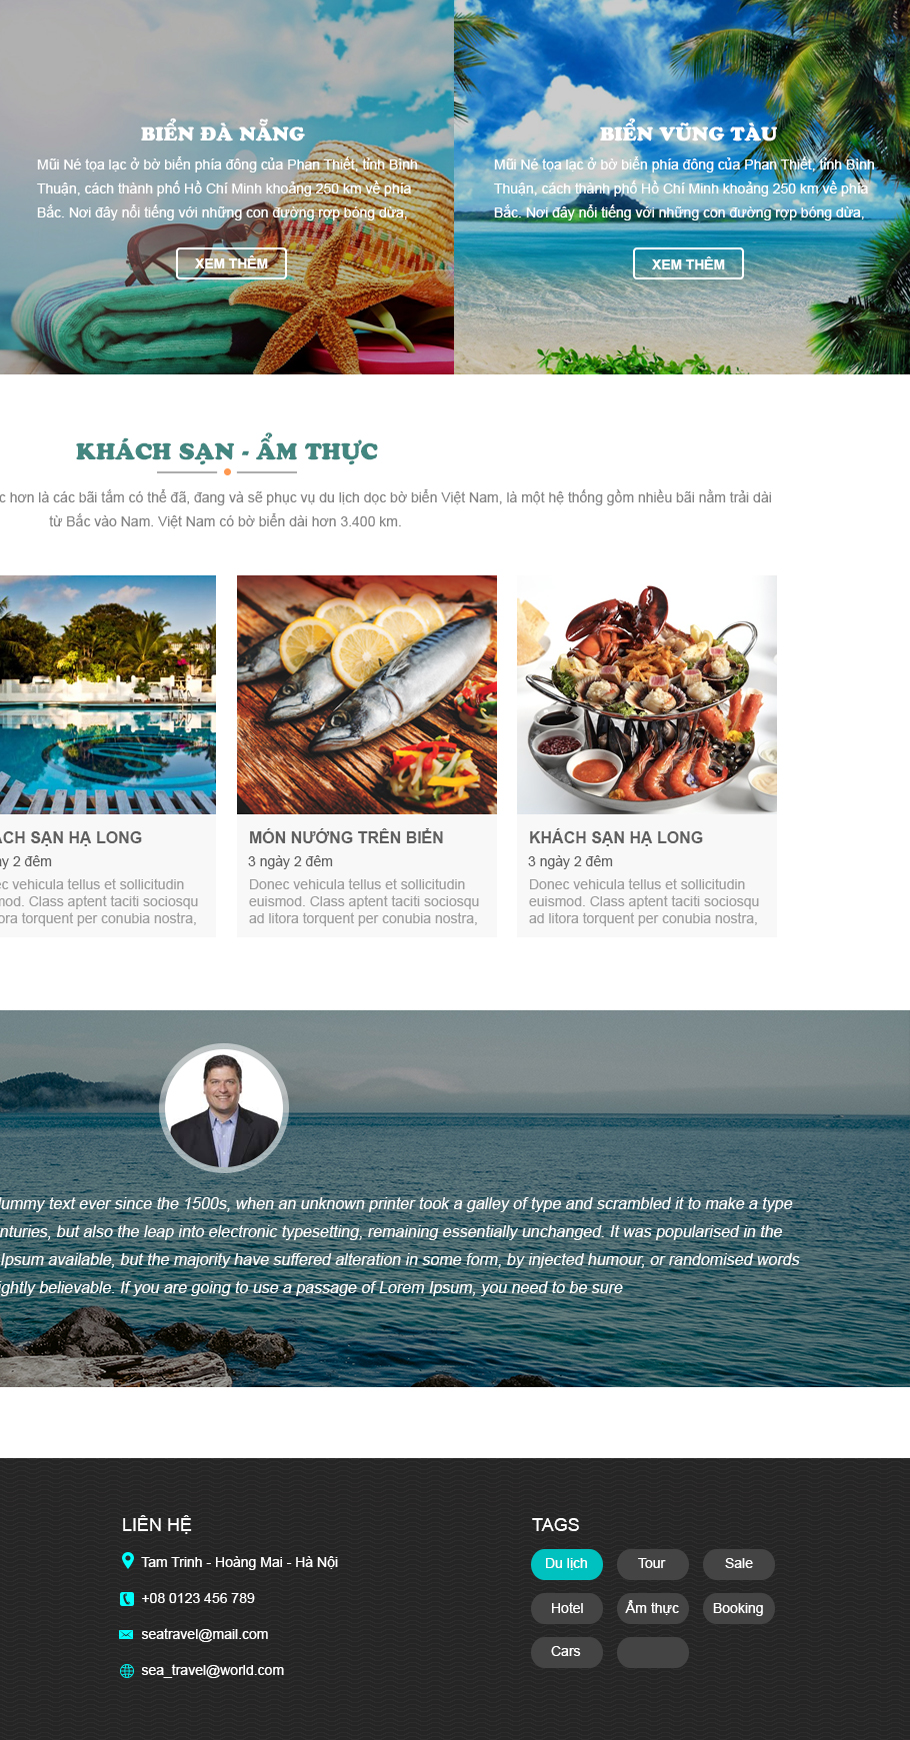 BIỂN ĐÀ NẴNG
Mũi Né tọa lạc ở bờ biển phía đông của Phan Thiết, tỉnh Bình
Thuận, cách thành phố Hồ Chí Minh khoảng 250 km về phía
Bắc. Nơi đây nổi tiếng với những con đường rợp bóng dừa,
XEM THÊM
BIỂN VŨNG TÀU
Mũi Né tọa lạc ở bờ biển phía đông của Phan Thiết, tỉnh Bình
Thuận, cách thành phố Hồ Chí Minh khoảng 250 km về phía
Bắc. Nơi đây nổi tiếng với những con đường rợp bóng dừa,
XEM THÊM
KHÁCH SẠN - ẨM THỰC
c hơn là các bãi tắm có thể đã, đang và sẽ phục vụ du lịch dọc bờ biển Việt Nam, là một hệ thống gồm nhiều bãi nằm trải dài
từ Bắc vào Nam. Việt Nam có bờ biển dài hơn 3.400 km.
ÁCH SẠN HẠ LONG
ày 2 đêm
ec vehicula tellus et sollicitudin
mod. Class aptent taciti sociosqu
ora torquent per conubia nostra,
MÓN NƯỚNG TRÊN BIỂN
3 ngày 2 đêm
Donec vehicula tellus et sollicitudin
euismod. Class aptent taciti sociosqu
ad litora torquent per conubia nostra,
KHÁCH SẠN HẠ LONG
3 ngày 2 đêm
Donec vehicula tellus et sollicitudin
euismod. Class aptent taciti sociosqu
ad litora torquent per conubia nostra,
dummy text ever since the 1500s, when an unknown printer took a galley of type and scrambled it to make a type
nturies, but also the leap into electronic typesetting, remaining essentially unchanged. It was popularised in the
Ipsum available, but the majority have suffered alteration in some form, by injected humour, or randomised words
ightly believable. If you are going to use a passage of Lorem Ipsum, you need to be sure
LIÊN HỆ
Tam Trinh - Hoàng Mai - Hà Nội
+08 0123 456 789
seatravel@mail.com
sea_travel@world.com
TAGS
Du lịch Tour Sale
Hotel Ẩm thực Booking
Cars